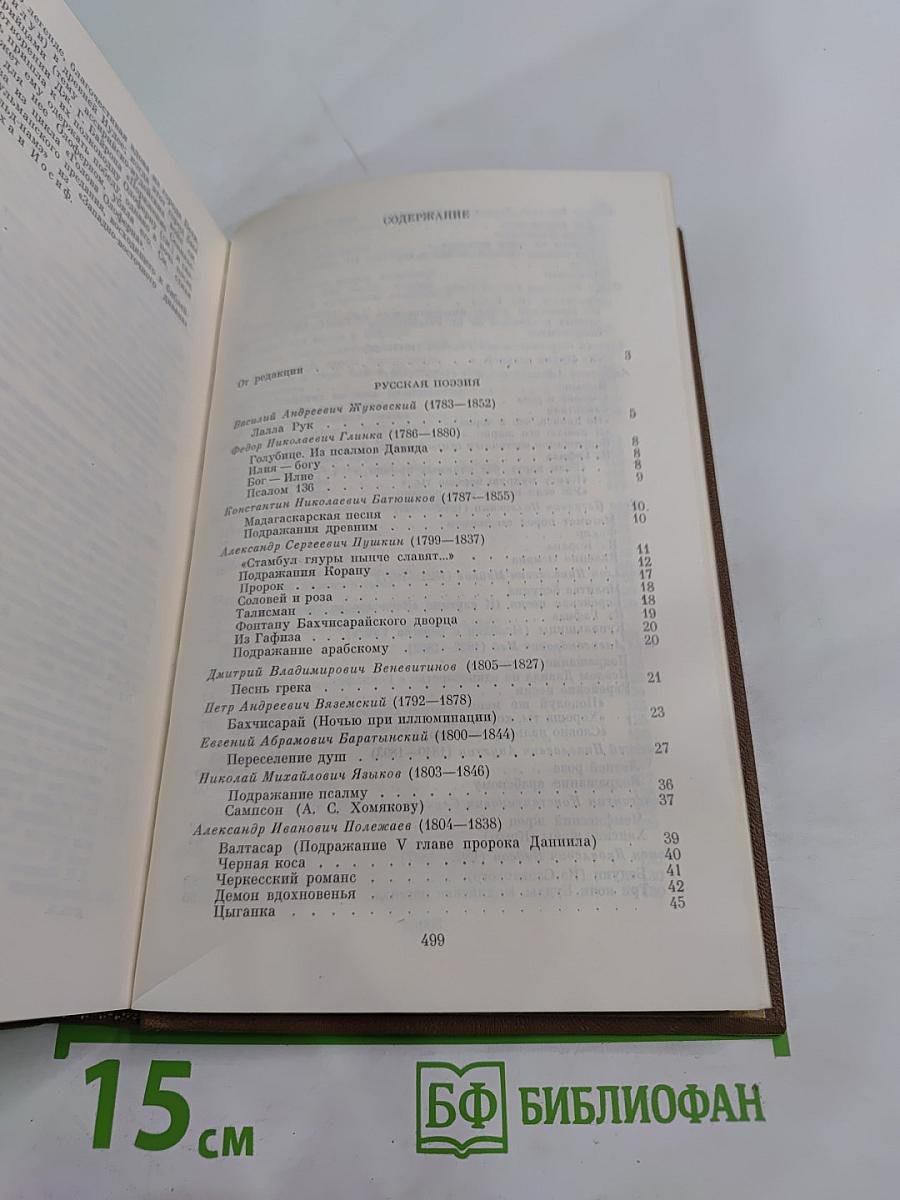 СОДЕРЖАНИЕ
От редакции . . . . . . . . . . . . . . . . 3
РУССКАЯ ПОЭЗИЯ
Василий Андреевич Жуковский (1783—1852)
Лалла Рук . . . . . . . . . . . . . . . . 5
Федор Николаевич Глинка (1786—1880)
Голубице. Из псалмов Давида . . . . . . . . . 8
Илия — богу . . . . . . . . . . . . . . . 8
Бог — Илие . . . . . . . . . . . . . . . 8
Псалом 136 . . . . . . . . . . . . . . . 9
Константин Николаевич Батюшков (1787—1855)
Мадагаскарская песня . . . . . . . . . . . . 10
Подражания древним . . . . . . . . . . . . 10
Александр Сергеевич Пушкин (1799—1837)
«Стамбул гяуры нынче славят...» . . . . . . . . 11
Подражания Корану . . . . . . . . . . . . 12
Пророк . . . . . . . . . . . . . . . . 17
Соловей и роза . . . . . . . . . . . . . . 18
Талисман . . . . . . . . . . . . . . . . 18
Фонтану Бахчисарайского дворца . . . . . . . . 19
Из Гафиза . . . . . . . . . . . . . . . 20
Подражание арабскому . . . . . . . . . . . 20
Дмитрий Владимирович Веневитинов (1805—1827)
Песнь грека . . . . . . . . . . . . . . . 21
Петр Андреевич Вяземский (1792—1878)
Бахчисарай (Ночью при иллюминации) . . . . . . 23
Евгений Абрамович Баратынский (1800—1844)
Переселение душ . . . . . . . . . . . . . 27
Николай Михайлович Языков (1803—1846)
Подражание псалму . . . . . . . . . . . . 36
Сампсон (А. С. Хомякову) . . . . . . . . . . 37
Александр Иванович Полежаев (1804—1838)
Валтасар (Подражание V главе пророка Даниила) . . 39
Черная коса . . . . . . . . . . . . . . . 40
Черкесский романс . . . . . . . . . . . . . 41
Демон вдохновенья . . . . . . . . . . . . . 42
Цыганка . . . . . . . . . . . . . . . . 45
499
15 см
БФ БИБЛИОФАН